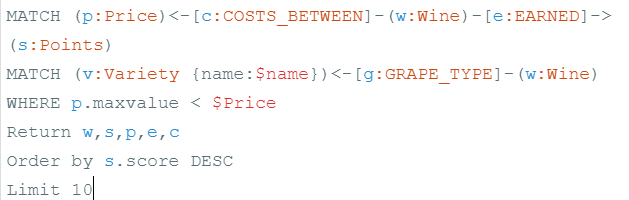 MATCH (p:Price)<-[c:COSTS_BETWEEN]-(w:Wine)-[e:EARNED]->
(s:Points)
MATCH (v:Variety {name:$name})<-[g:GRAPE_TYPE]-(w:Wine)
WHERE p.maxvalue < $Price
Return w,s,p,e,c
Order by s.score DESC
Limit 10